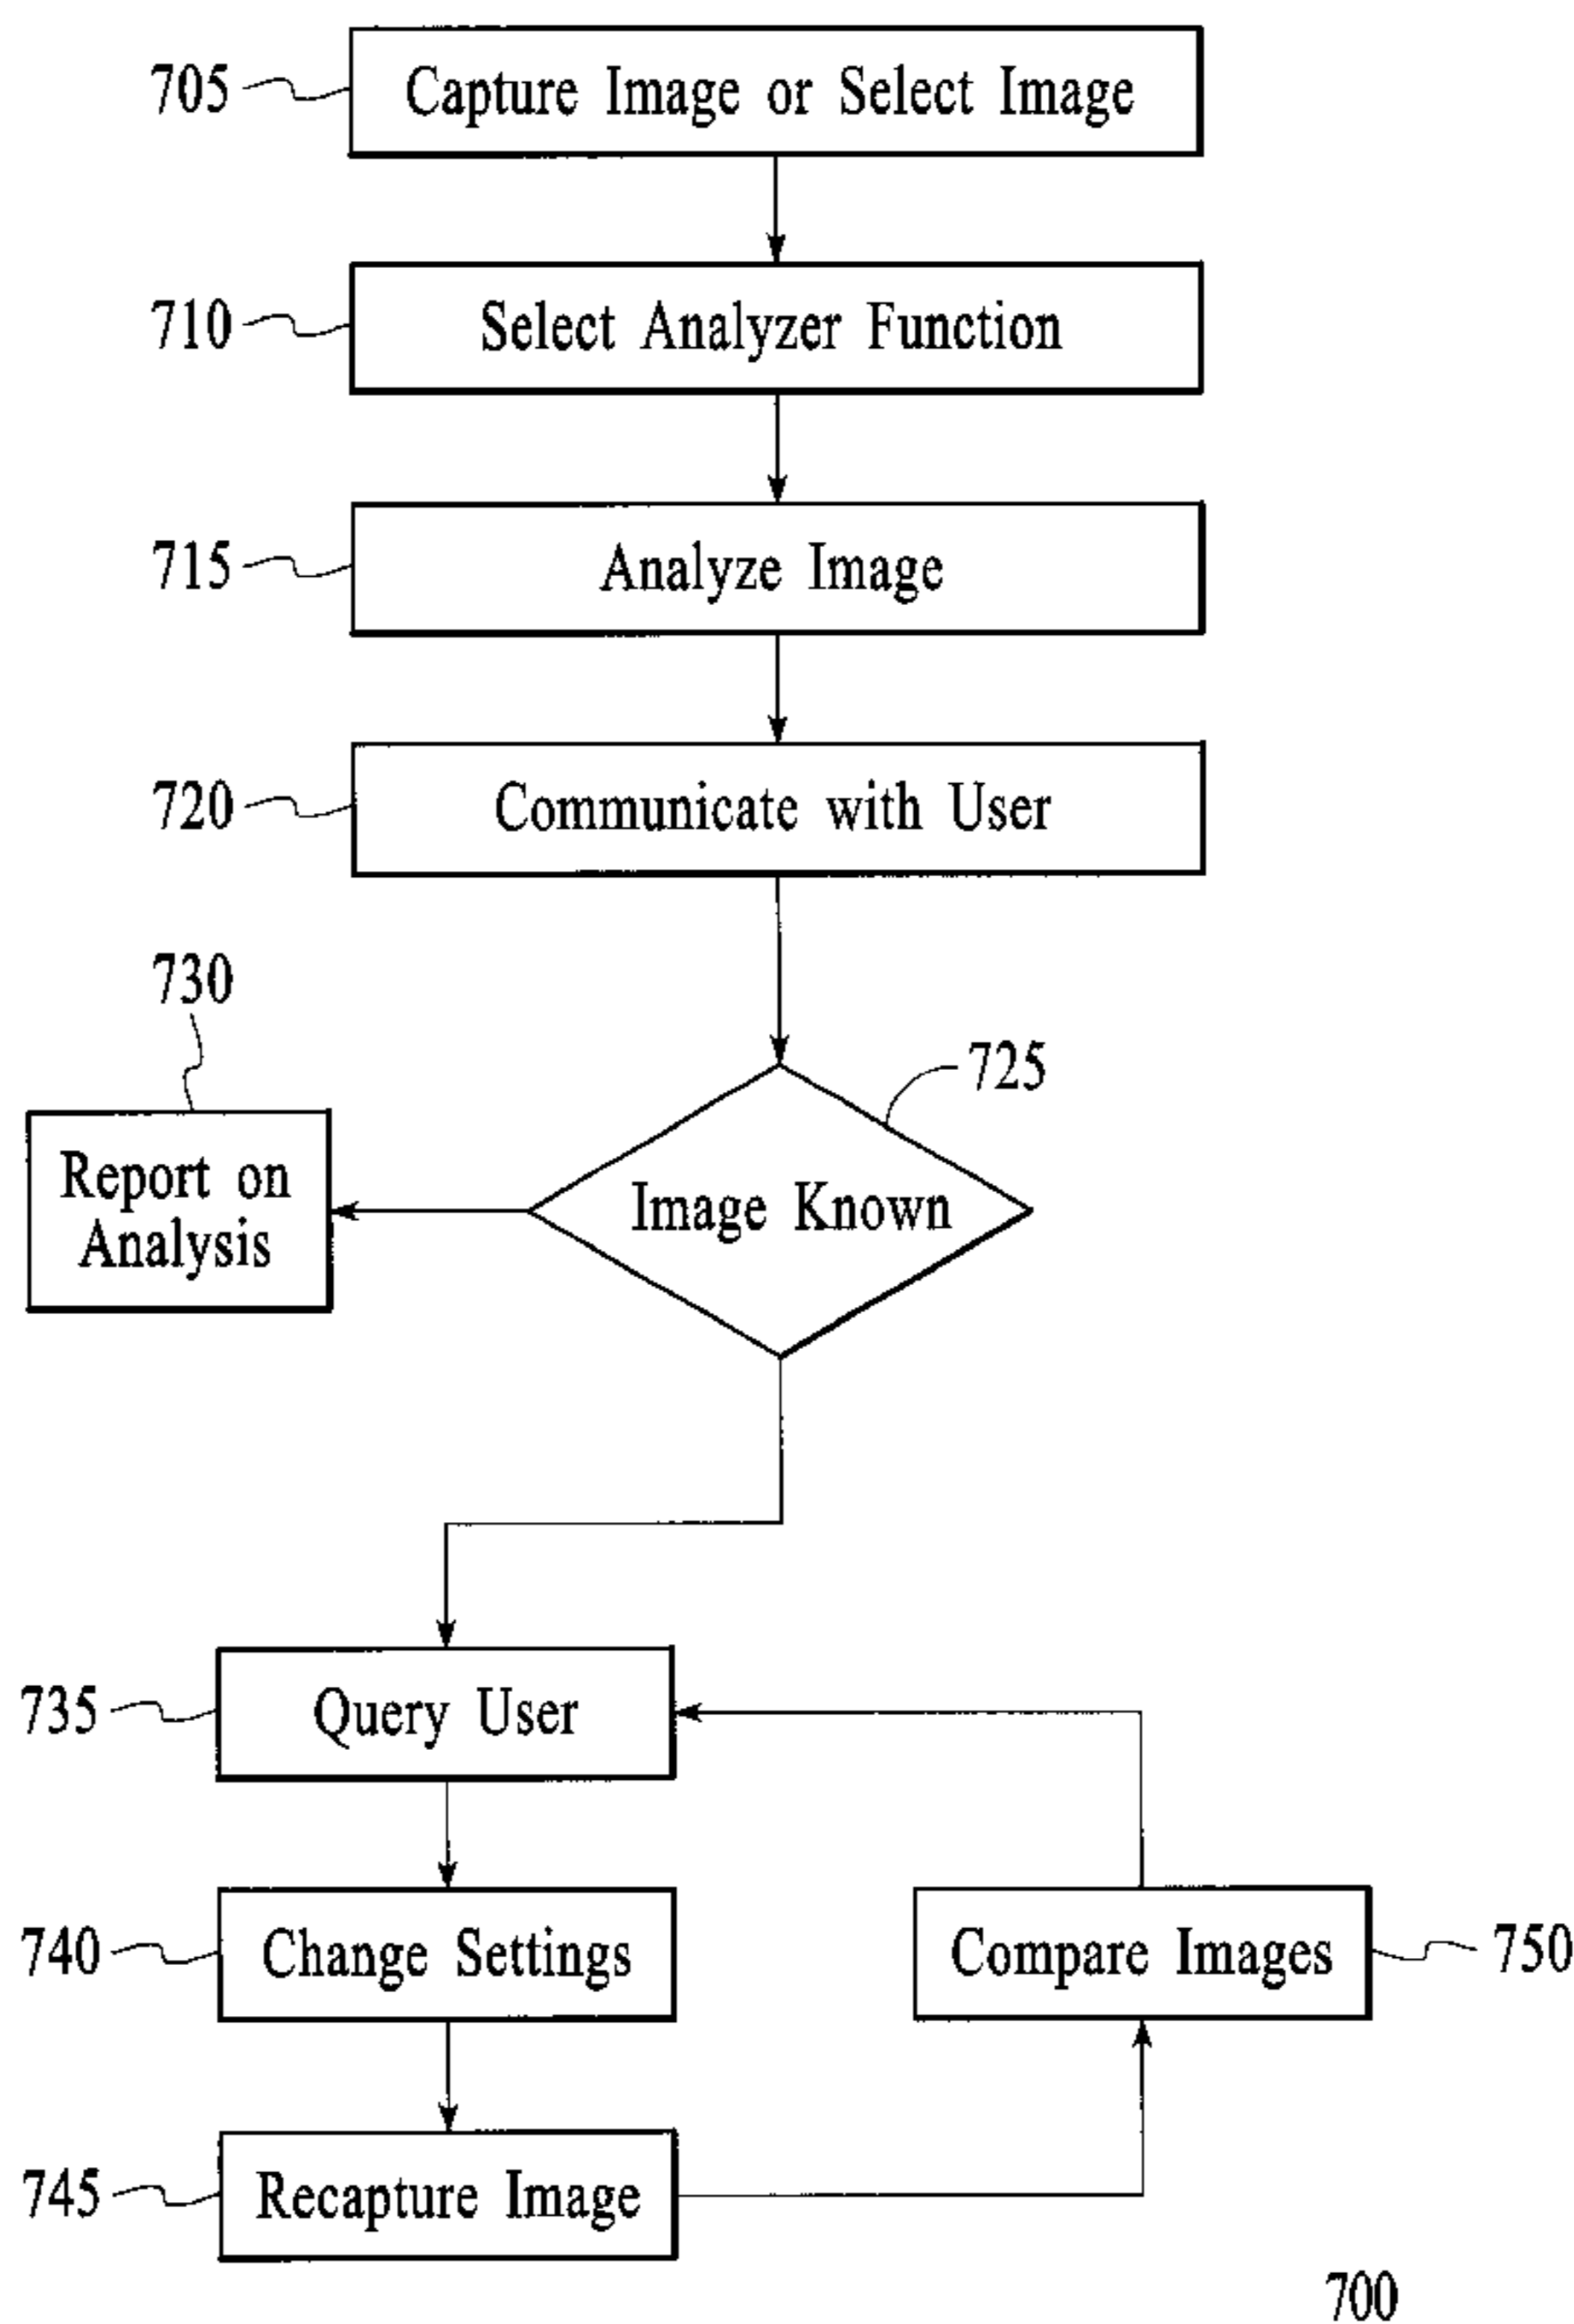 705 Capture Image or Select Image
710 Select Analyzer Function
715 Analyze Image
720 Communicate with User
730
725
Report on
Analysis
Image Known
735 Query User
740 Change Settings
Compare Images 750
745 Recapture Image
700